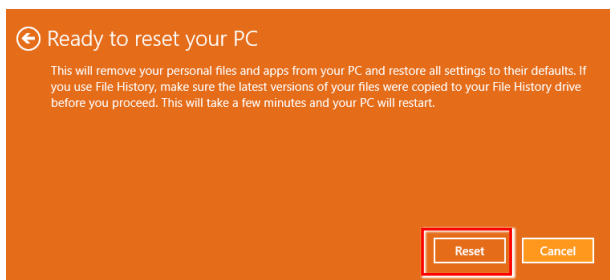 Ready to reset your PC
This will remove your personal files and apps from your PC and restore all settings to their defaults. If
you use File History, make sure the latest versions of your files were copied to your File History drive
before you proceed. This will take a few minutes and your PC will restart.
Reset Cancel